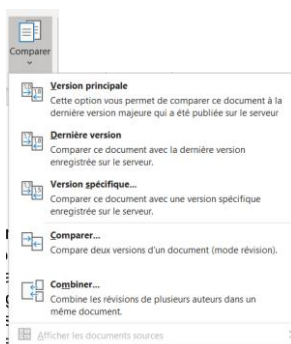 Comparer
Version principale
Cette option vous permet de comparer ce document à la
dernière version majeure qui a été publiée sur le serveur
Dernière version
Comparer ce document avec la dernière version
enregistrée sur le serveur.
Version spécifique...
Comparer ce document avec une version spécifique
enregistrée sur le serveur.
Comparer...
Compare deux versions d'un document (mode révision).
Combiner...
Combine les révisions de plusieurs auteurs dans un
même document.
Afficher les documents sources